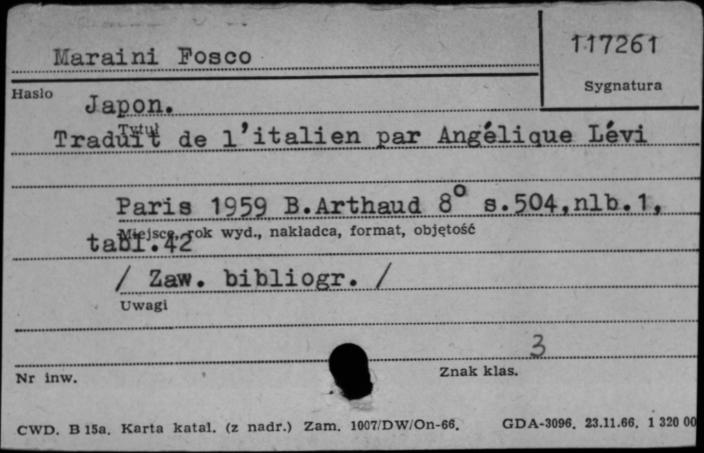 Maraini Fosco
117261
Sygnatura
Hasło
Japon.
Tytuł
Traduit de l'italien par Angélique Lévi
Paris 1959 B.Arthaud 8° s.504,nlb.1,
Miejsce, rok wyd., nakładca, format, objętość
tabl.42
/ Zaw. bibliogr. /
Uwagi
3
Nr inw.
Znak klas.
CWD. B 15a. Karta katal. (z nadr.) Zam. 1007/DW/On-66. GDA-3096. 23.11.66. 1 320 00